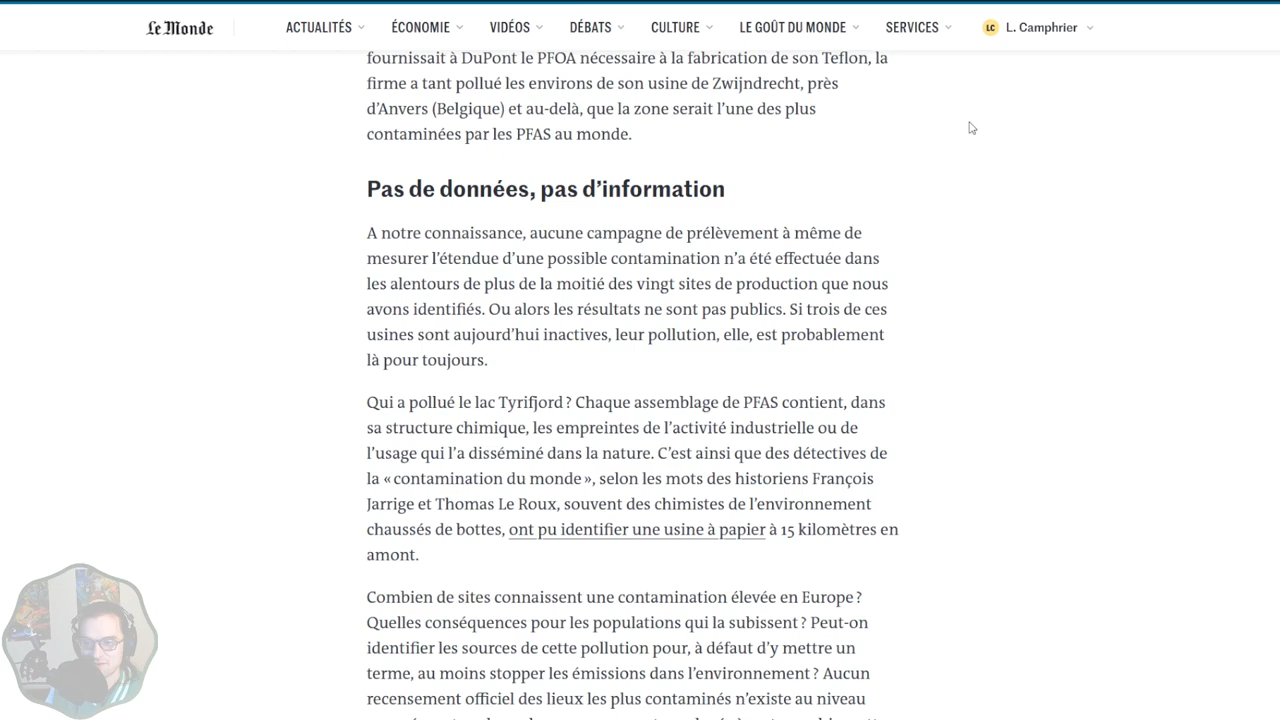 Le Monde
ACTUALITÉS
ÉCONOMIE
VIDÉOS
DÉBATS
CULTURE
LE GOÛT DU MONDE
SERVICES
LC
L. Camphrier
fournissait à DuPont le PFOA nécessaire à la fabrication de son Teflon, la
firme a tant pollué les environs de son usine de Zwijndrecht, près
d’Anvers (Belgique) et au-delà, que la zone serait l’une des plus
contaminées par les PFAS au monde.
Pas de données, pas d’information
A notre connaissance, aucune campagne de prélèvement à même de
mesurer l’étendue d’une possible contamination n’a été effectuée dans
les alentours de plus de la moitié des vingt sites de production que nous
avons identifiés. Ou alors les résultats ne sont pas publics. Si trois de ces
usines sont aujourd’hui inactives, leur pollution, elle, est probablement
là pour toujours.
Qui a pollué le lac Tyrifjord ? Chaque assemblage de PFAS contient, dans
sa structure chimique, les empreintes de l’activité industrielle ou de
l’usage qui l’a disséminé dans la nature. C’est ainsi que des détectives de
la « contamination du monde », selon les mots des historiens François
Jarrige et Thomas Le Roux, souvent des chimistes de l’environnement
chaussés de bottes, ont pu identifier une usine à papier à 15 kilomètres en
amont.
Combien de sites connaissent une contamination élevée en Europe ?
Quelles conséquences pour les populations qui la subissent ? Peut-on
identifier les sources de cette pollution pour, à défaut d’y mettre un
terme, au moins stopper les émissions dans l’environnement ? Aucun
recensement officiel des lieux les plus contaminés n’existe au niveau